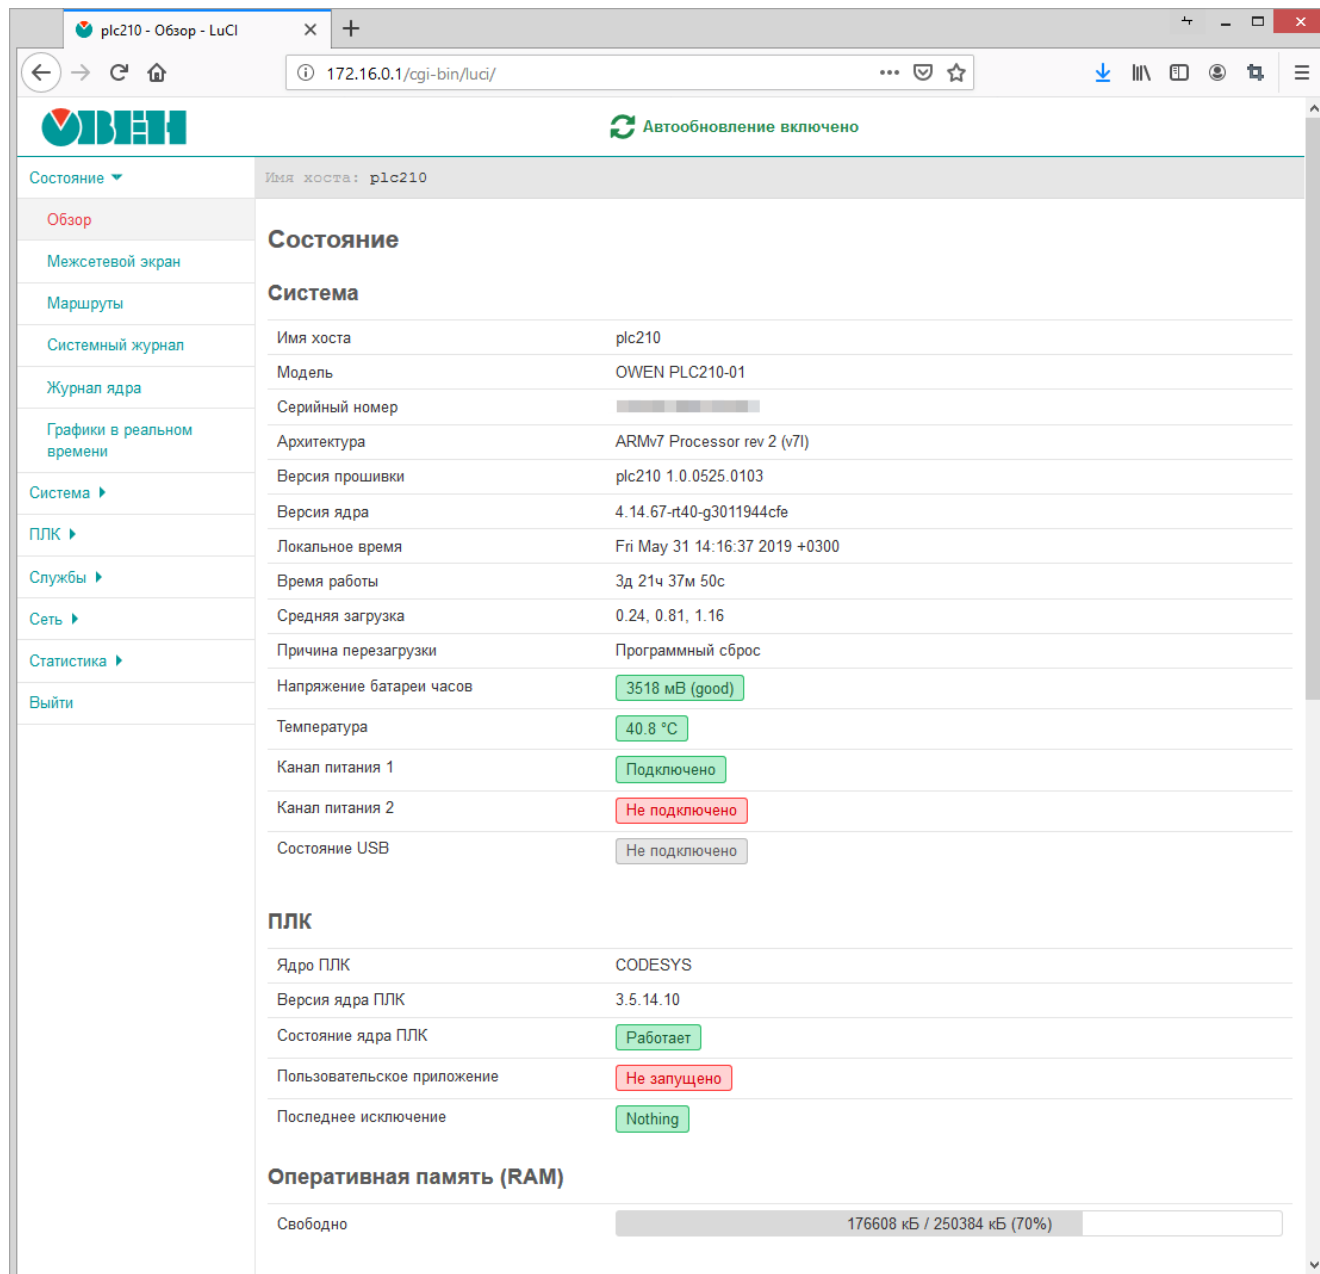 plc210 - Обзор - LuCI
172.16.0.1/cgi-bin/luci/
ОВЕН
Автообновление включено
Состояние
Имя хоста: plc210
Обзор
Межсетевой экран
Маршруты
Системный журнал
Журнал ядра
Графики в реальном
времени
Система
ПЛК
Службы
Сеть
Статистика
Выйти
Состояние
Система
Имя хоста plc210
Модель OWEN PLC210-01
Серийный номер
Архитектура ARMv7 Processor rev 2 (v7l)
Версия прошивки plc210 1.0.0525.0103
Версия ядра 4.14.67-rt40-g3011944cfe
Локальное время Fri May 31 14:16:37 2019 +0300
Время работы 3д 21ч 37м 50с
Средняя загрузка 0.24, 0.81, 1.16
Причина перезагрузки Программный сброс
Напряжение батареи часов 3518 мВ (good)
Температура 40.8 °C
Канал питания 1 Подключено
Канал питания 2 Не подключено
Состояние USB Не подключено
ПЛК
Ядро ПЛК CODESYS
Версия ядра ПЛК 3.5.14.10
Состояние ядра ПЛК Работает
Пользовательское приложение Не запущено
Последнее исключение Nothing
Оперативная память (RAM)
Свободно 176608 кБ / 250384 кБ (70%)